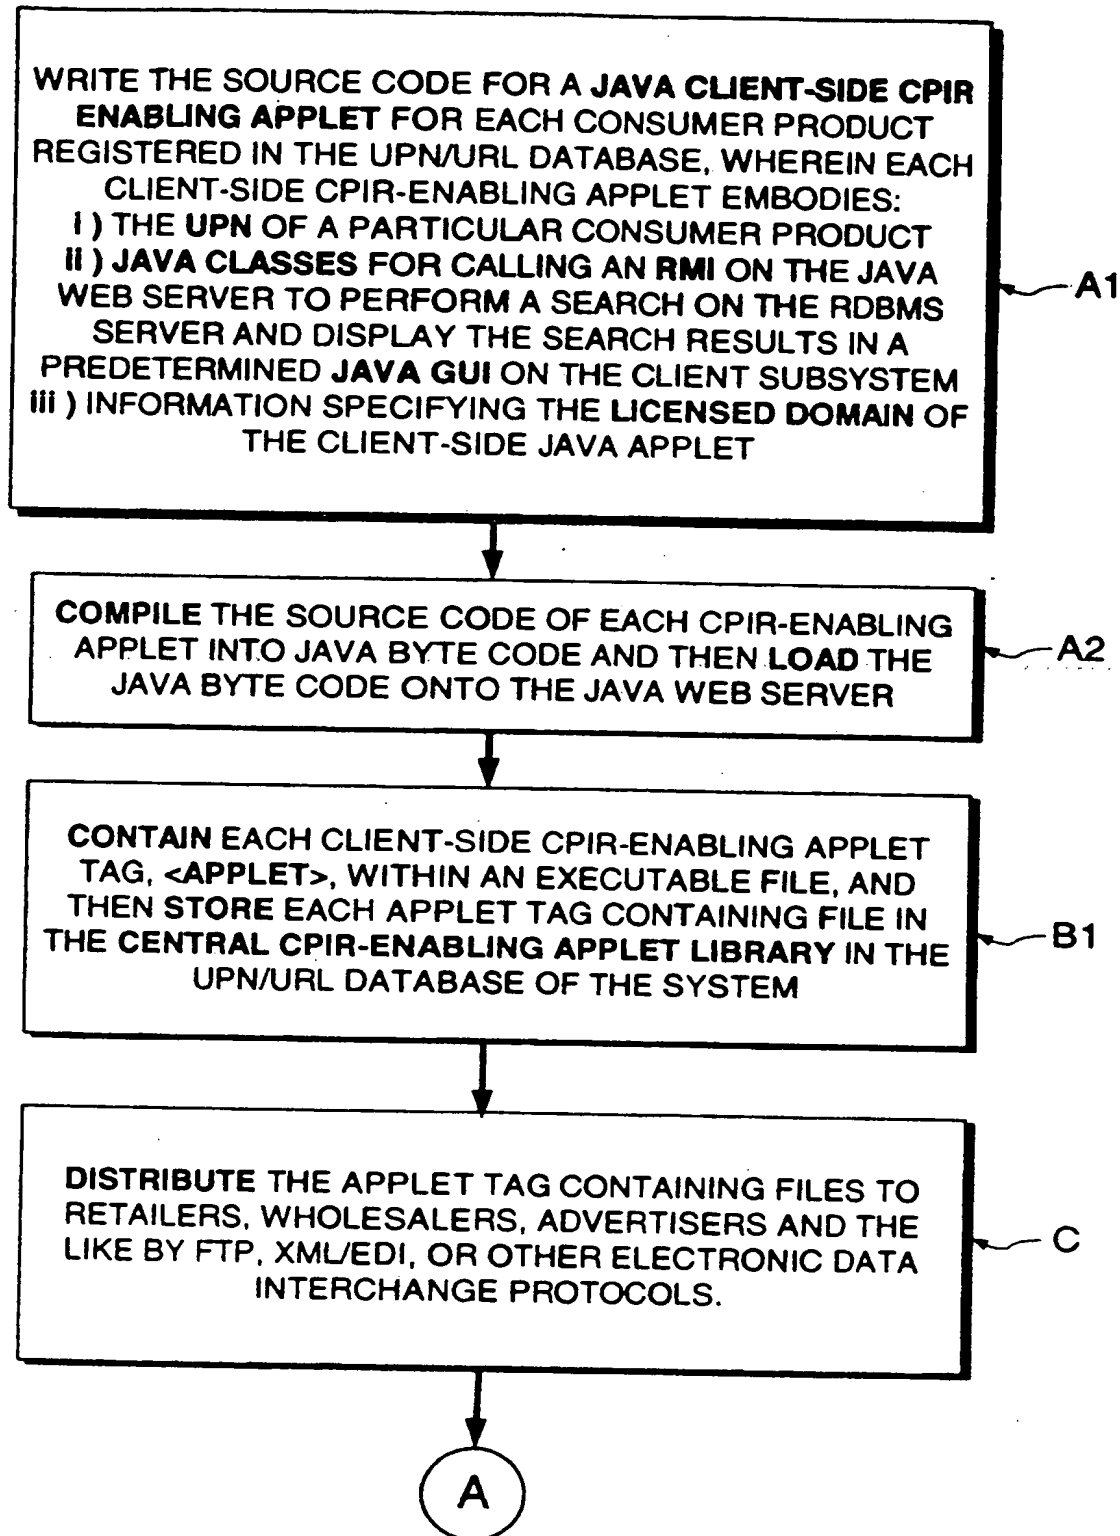 WRITE THE SOURCE CODE FOR A JAVA CLIENT-SIDE CPIR
ENABLING APPLET FOR EACH CONSUMER PRODUCT
REGISTERED IN THE UPN/URL DATABASE, WHEREIN EACH
CLIENT-SIDE CPIR-ENABLING APPLET EMBODIES:
i ) THE UPN OF A PARTICULAR CONSUMER PRODUCT
ii ) JAVA CLASSES FOR CALLING AN RMI ON THE JAVA
WEB SERVER TO PERFORM A SEARCH ON THE RDBMS
SERVER AND DISPLAY THE SEARCH RESULTS IN A
PREDETERMINED JAVA GUI ON THE CLIENT SUBSYSTEM
iii ) INFORMATION SPECIFYING THE LICENSED DOMAIN OF
THE CLIENT-SIDE JAVA APPLET
A1
COMPILE THE SOURCE CODE OF EACH CPIR-ENABLING
APPLET INTO JAVA BYTE CODE AND THEN LOAD THE
JAVA BYTE CODE ONTO THE JAVA WEB SERVER
A2
CONTAIN EACH CLIENT-SIDE CPIR-ENABLING APPLET
TAG, <APPLET>, WITHIN AN EXECUTABLE FILE, AND
THEN STORE EACH APPLET TAG CONTAINING FILE IN
THE CENTRAL CPIR-ENABLING APPLET LIBRARY IN THE
UPN/URL DATABASE OF THE SYSTEM
B1
DISTRIBUTE THE APPLET TAG CONTAINING FILES TO
RETAILERS, WHOLESALERS, ADVERTISERS AND THE
LIKE BY FTP, XML/EDI, OR OTHER ELECTRONIC DATA
INTERCHANGE PROTOCOLS.
C
A